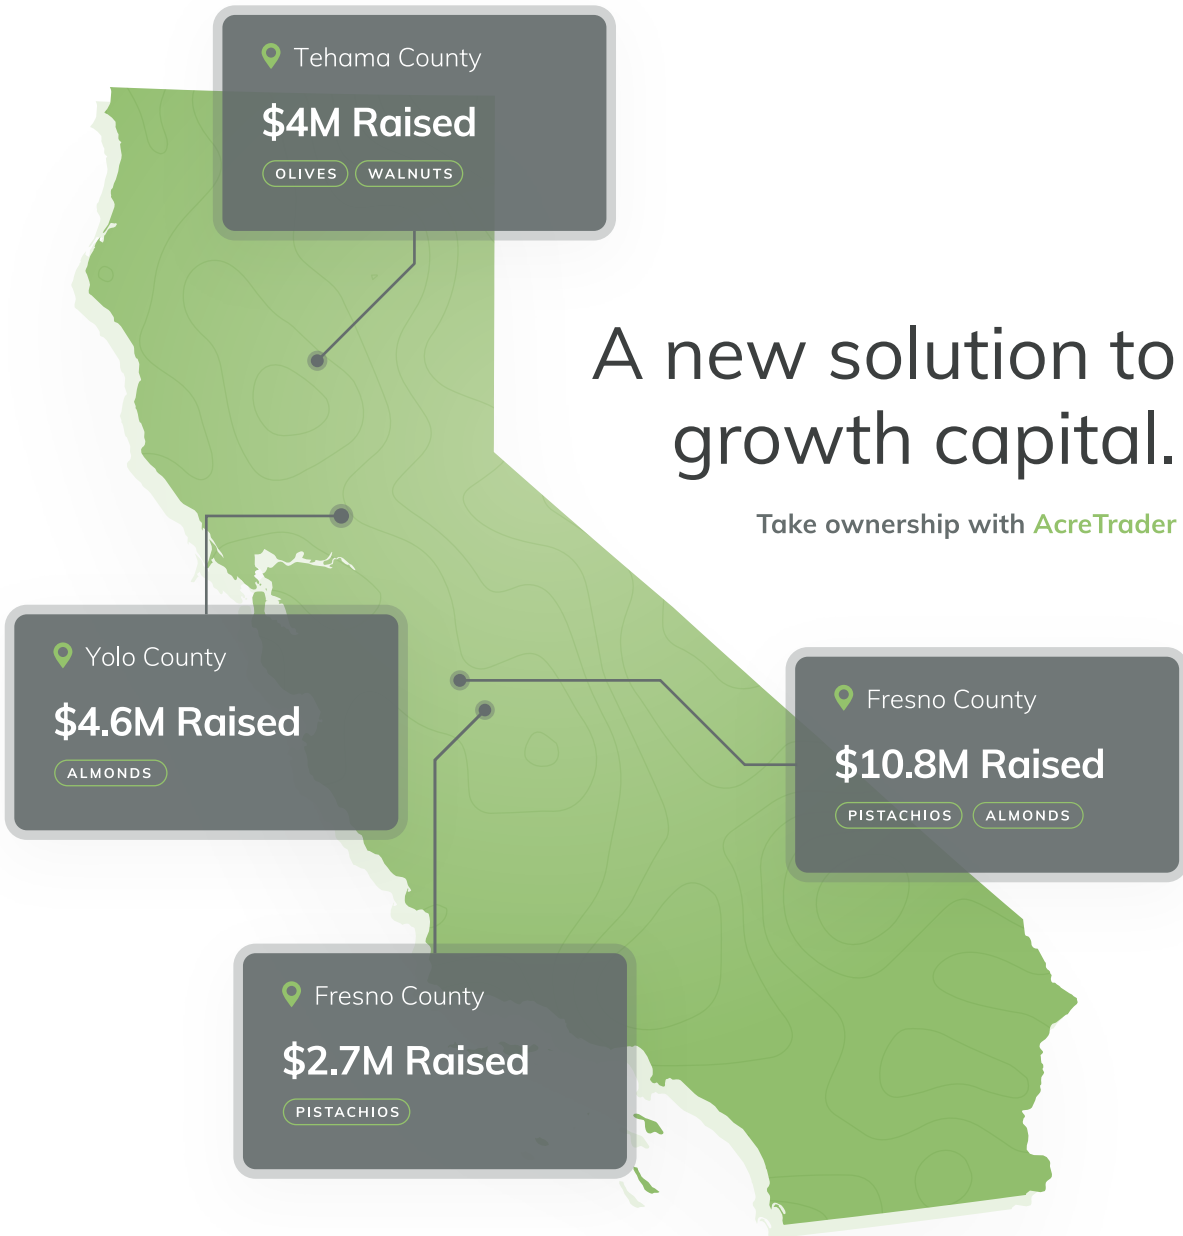 Tehama County
$4M Raised
OLIVES WALNUTS
A new solution to
growth capital.
Take ownership with AcreTrader
Yolo County
$4.6M Raised
ALMONDS
Fresno County
$10.8M Raised
PISTACHIOS ALMONDS
Fresno County
$2.7M Raised
PISTACHIOS